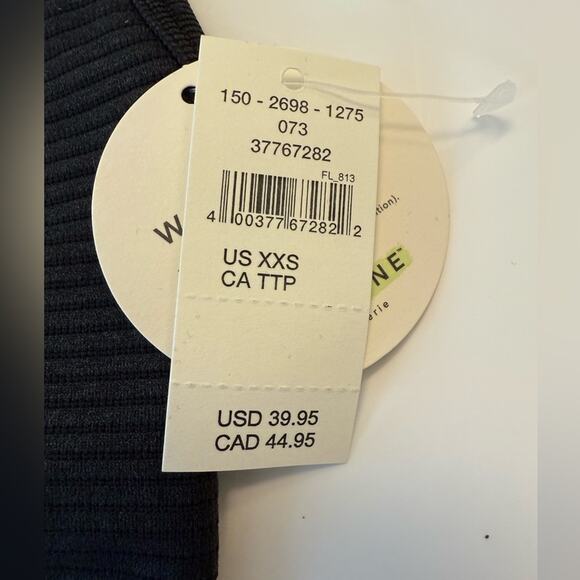 150 - 2698 - 1275
073
37767282
FL_813
4 00377 67282 2
US XXS
CA TTP
USD 39.95
CAD 44.95